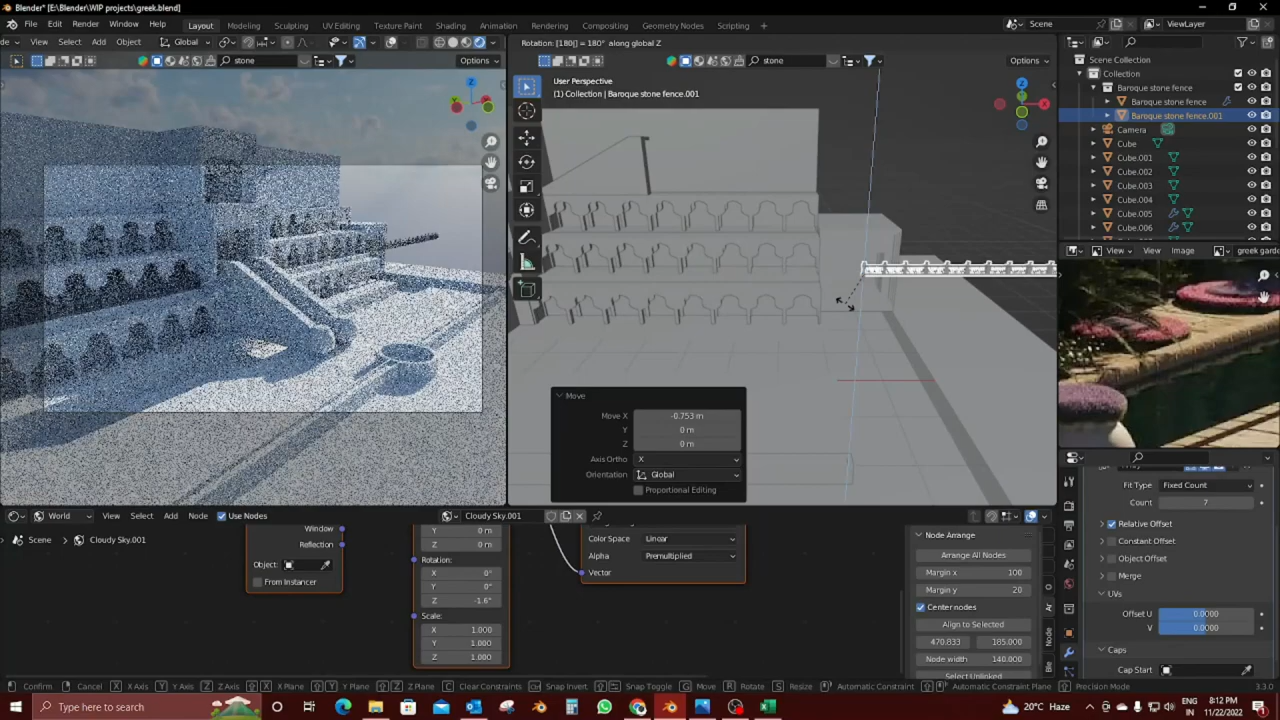 Blender* [E:\Blender\WIP projects\greek.blend]
File Edit Render Window Help Layout Modeling Sculpting UV Editing Texture Paint Shading Animation Rendering Compositing Geometry Nodes Scripting + Scene ViewLayer
View Select Add Object Global
Rotation: [180|] = 180° along global Z
stone Options
stone Options
User Perspective
(1) Collection | Baroque stone fence.001
Z
X
Scene Collection
Collection
Baroque stone fence
Baroque stone fence
Baroque stone fence.001
Camera
Cube
Cube.001
Cube.002
Cube.003
Cube.004
Cube.005
Cube.006
View View Image greek gard
Move
Move X -0.753 m
Y 0 m
Z 0 m
Axis Ortho X
Orientation Global
Proportional Editing
Fit Type Fixed Count
Count 7
Relative Offset
Constant Offset
Object Offset
Merge
UVs
Offset U 0.0000
V 0.0000
Caps
Cap Start
World View Select Add Node Use Nodes Cloudy Sky.001
Scene > Cloudy Sky.001
Window
Reflection
Object:
From Instancer
Y 0 m
Z 0 m
Rotation:
X 0°
Y 0°
Z -1.6°
Scale:
X 1.000
Y 1.000
Z 1.000
Linear
Color Space
Alpha Premultiplied
Vector
Node Arrange
Arrange All Nodes
Margin x 100
Margin y 20
Center nodes
Align to Selected
470.833 185.000
Node width 140.000
Select Unlinked
Ar
Node
Confirm Cancel X X Axis Y Y Axis Z Z Axis X X Plane Y Y Plane Z Z Plane C Clear Constraints Snap Invert Snap Toggle G Move R Rotate S Resize Automatic Constraint Automatic Constraint Plane Precision Mode 3.3.0
Type here to search 20°C Haze ENG IN 8:12 PM 11/22/2022